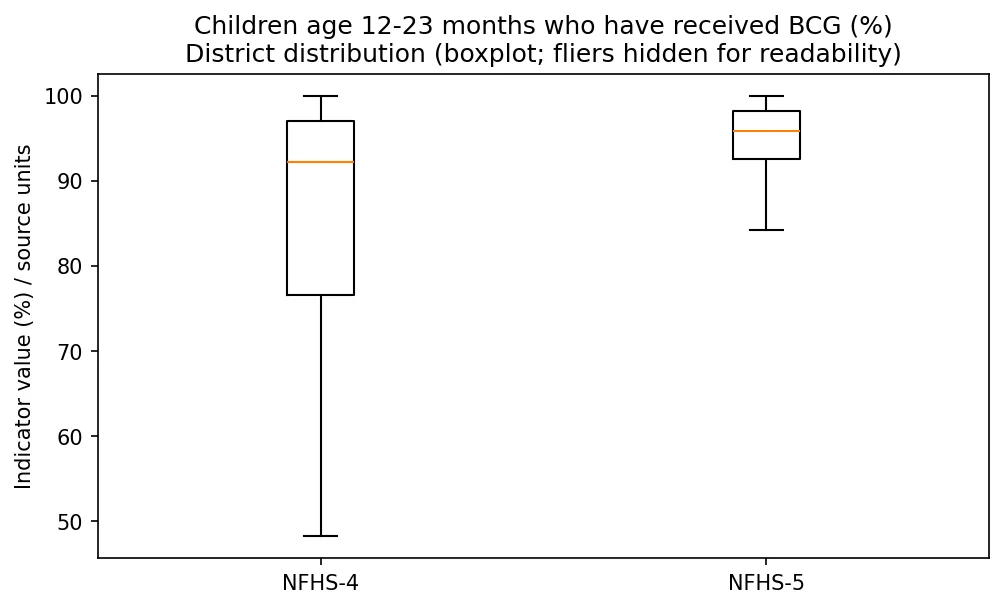 Children age 12-23 months who have received BCG (%)
District distribution (boxplot; fliers hidden for readability)
Indicator value (%) / source units
100
90
80
70
60
50
NFHS-4
NFHS-5